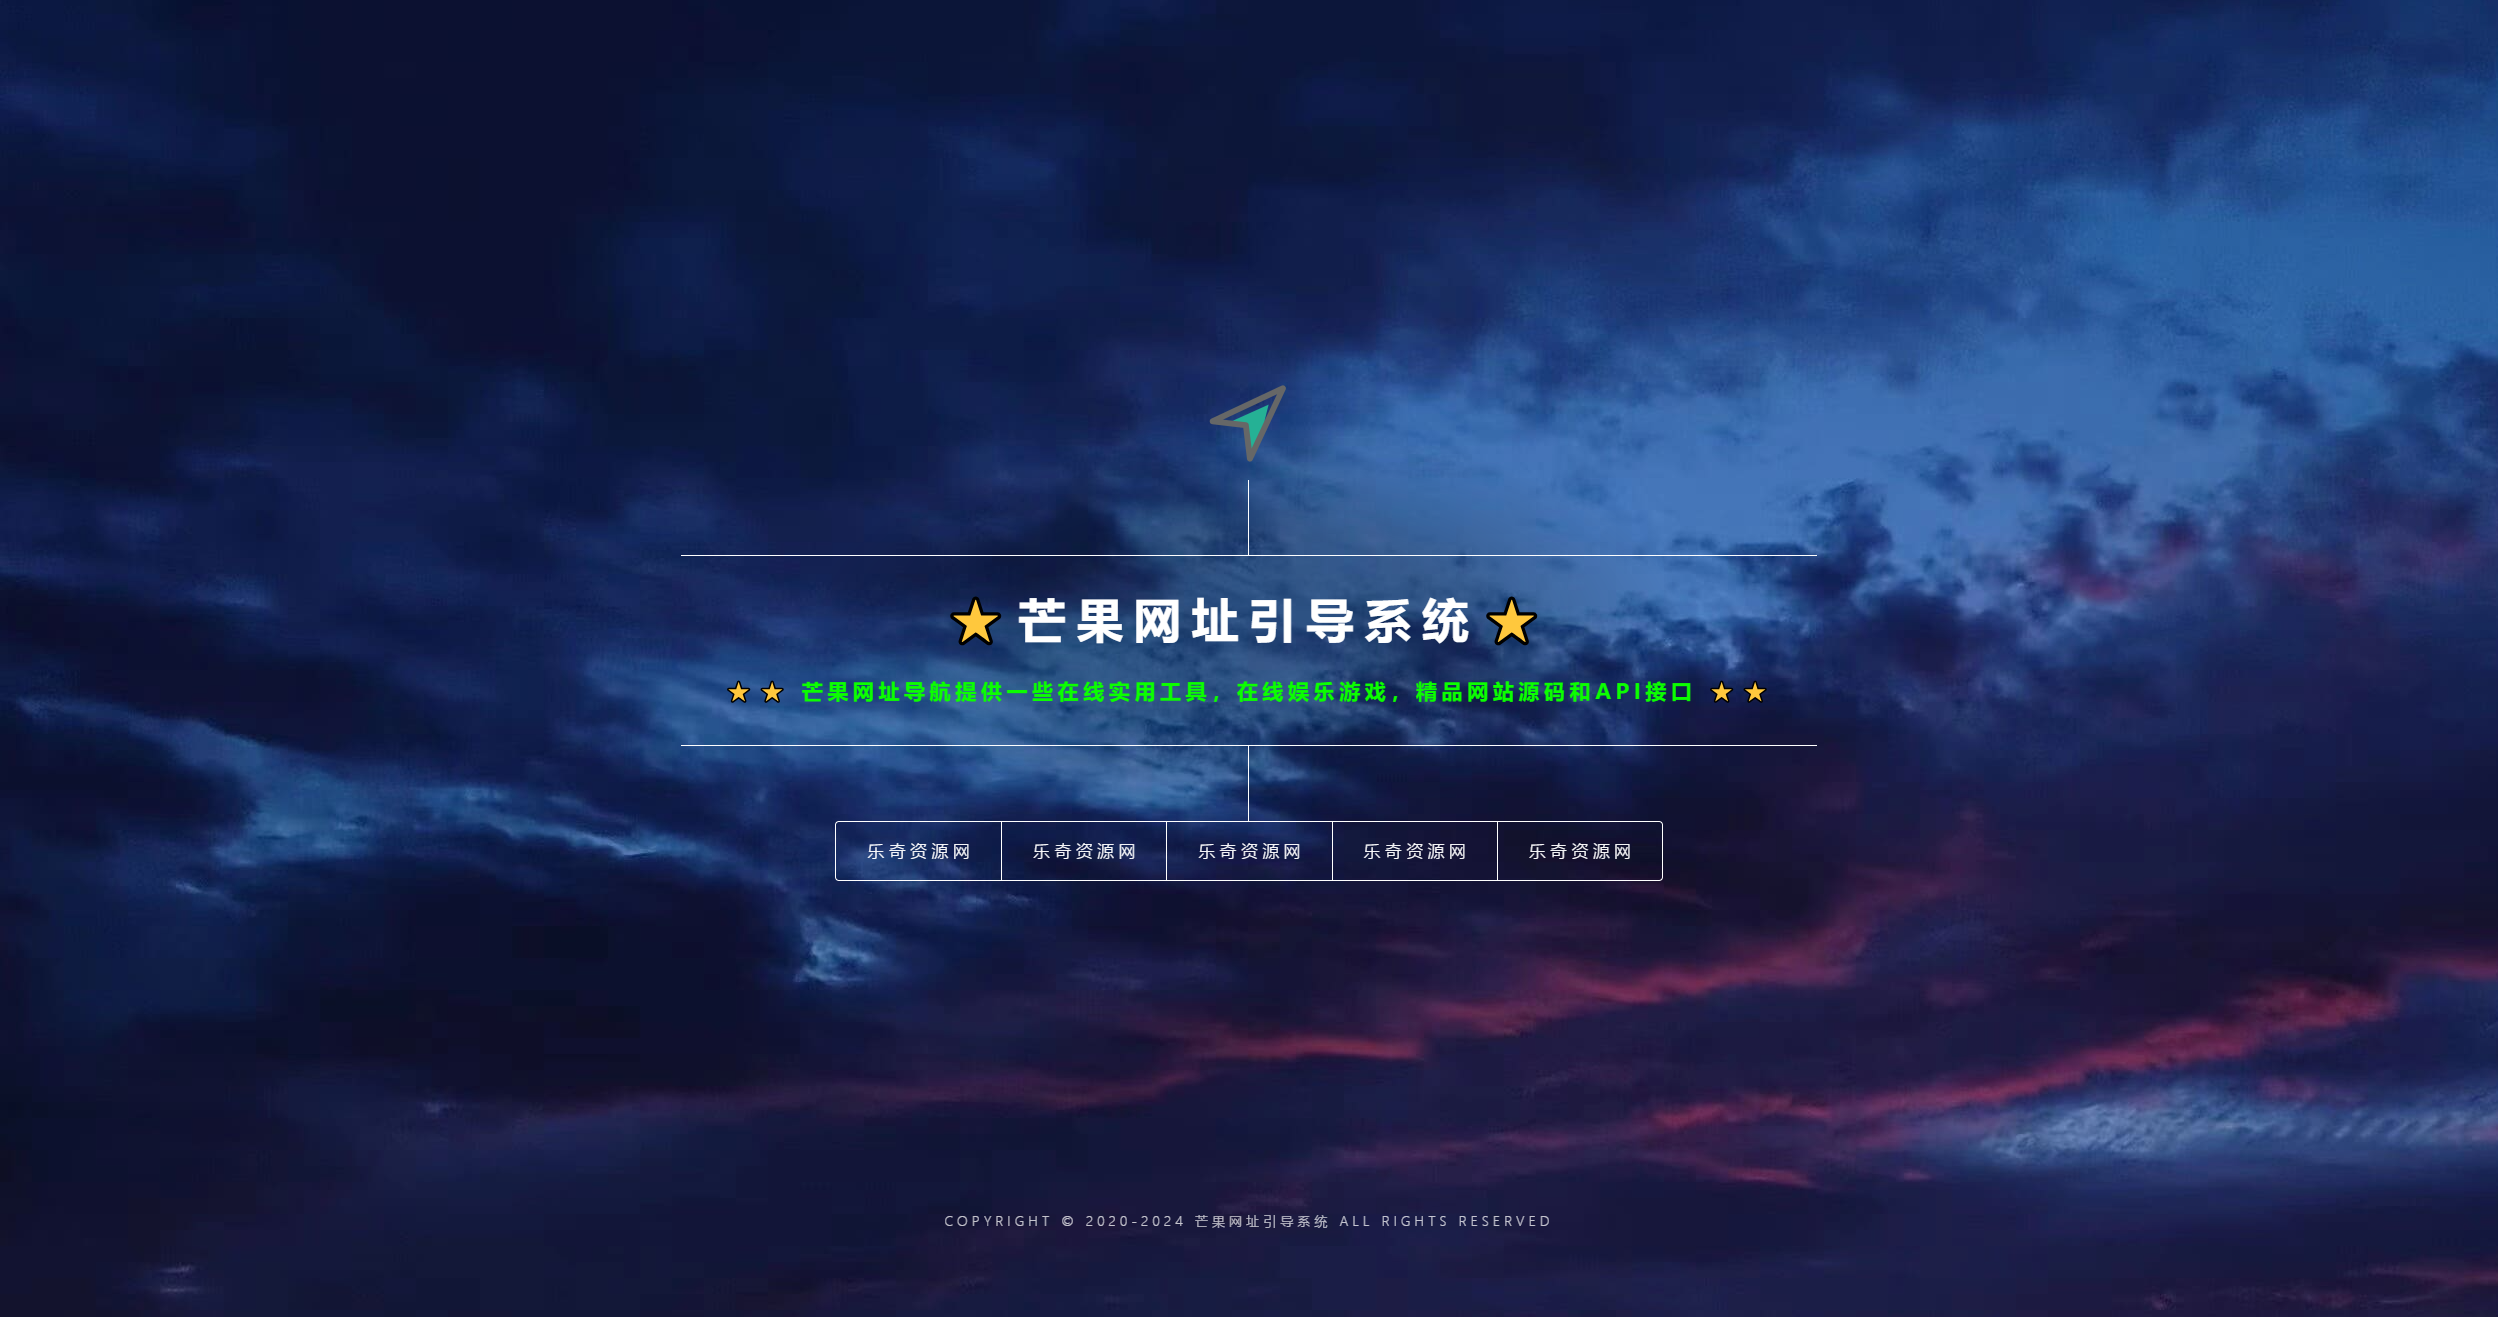 ⭐芒果网址引导系统⭐
⭐⭐ 芒果网址导航提供一些在线实用工具，在线娱乐游戏，精品网站源码和API接口 ⭐⭐
乐奇资源网 乐奇资源网 乐奇资源网 乐奇资源网 乐奇资源网
COPYRIGHT © 2020-2024 芒果网址引导系统 ALL RIGHTS RESERVED